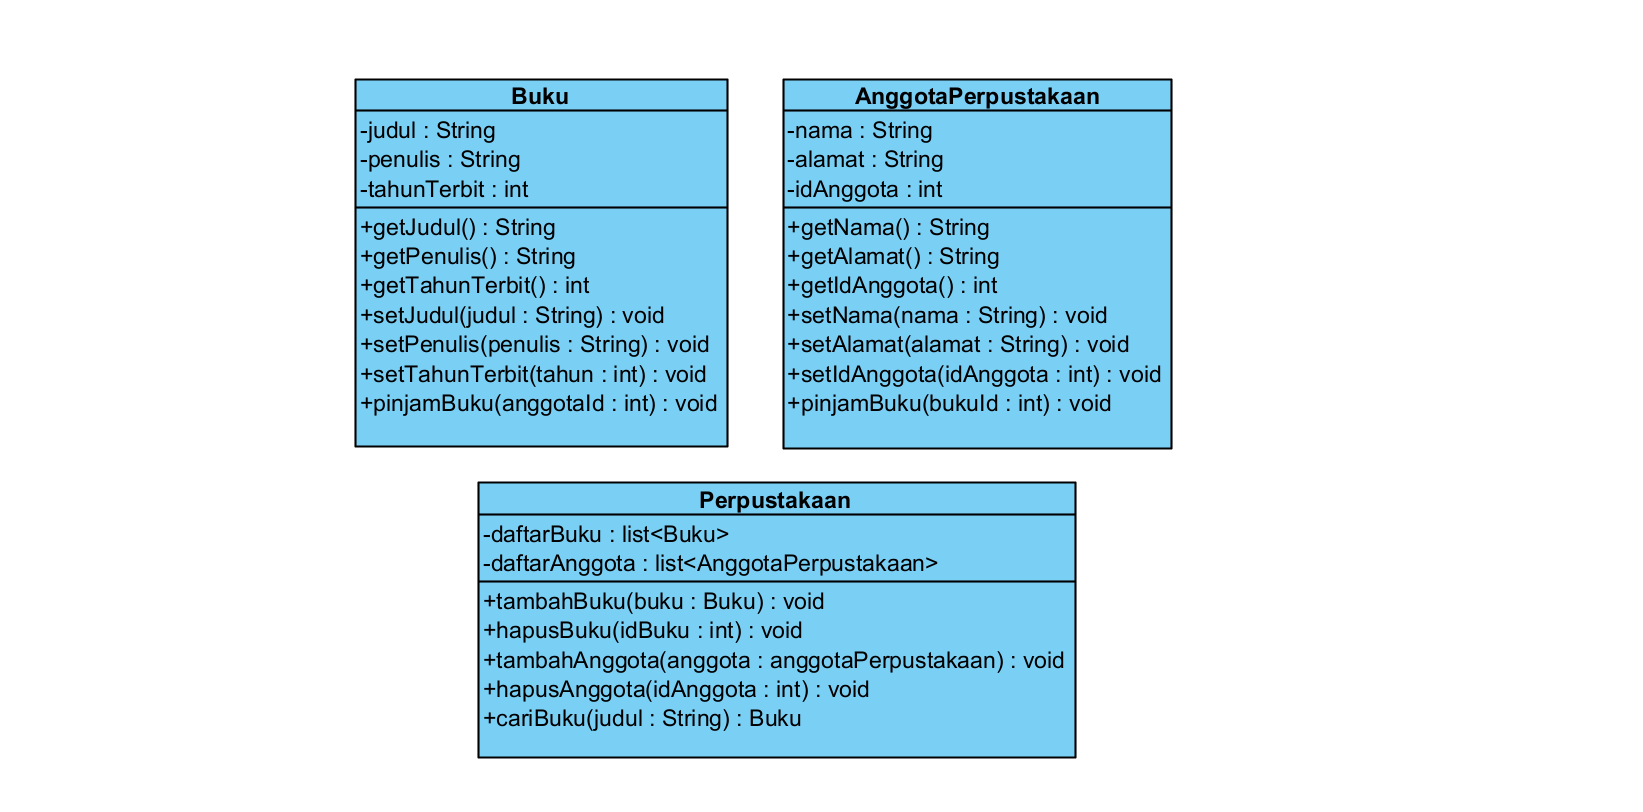 Buku
-judul : String
-penulis : String
-tahunTerbit : int
+getJudul() : String
+getPenulis() : String
+getTahunTerbit() : int
+setJudul(judul : String) : void
+setPenulis(penulis : String) : void
+setTahunTerbit(tahun : int) : void
+pinjamBuku(anggotaId : int) : void
AnggotaPerpustakaan
-nama : String
-alamat : String
-idAnggota : int
+getNama() : String
+getAlamat() : String
+getIdAnggota() : int
+setNama(nama : String) : void
+setAlamat(alamat : String) : void
+setIdAnggota(idAnggota : int) : void
+pinjamBuku(bukuId : int) : void
Perpustakaan
-daftarBuku : list<Buku>
-daftarAnggota : list<AnggotaPerpustakaan>
+tambahBuku(buku : Buku) : void
+hapusBuku(idBuku : int) : void
+tambahAnggota(anggota : anggotaPerpustakaan) : void
+hapusAnggota(idAnggota : int) : void
+cariBuku(judul : String) : Buku